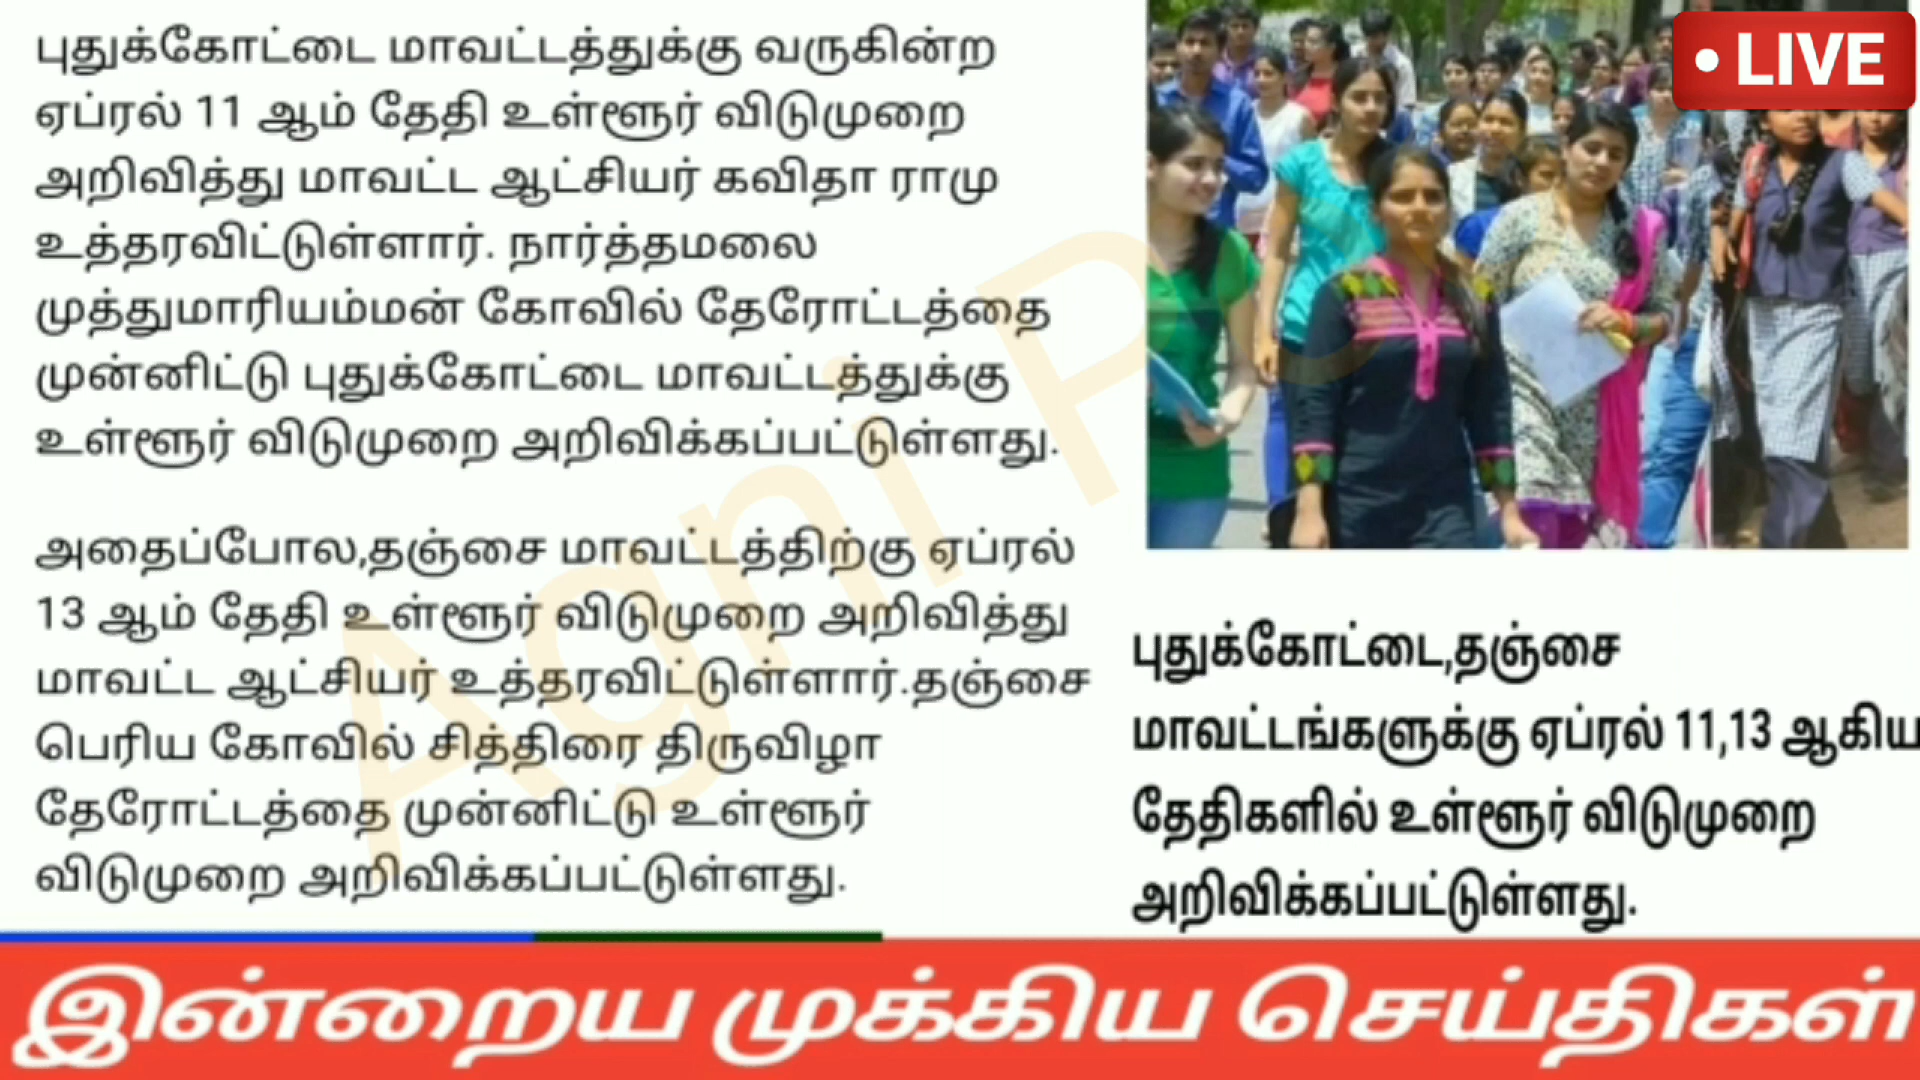 புதுக்கோட்டை மாவட்டத்துக்கு வருகின்ற
ஏப்ரல் 11 ஆம் தேதி உள்ளூர் விடுமுறை
அறிவித்து மாவட்ட ஆட்சியர் கவிதா ராமு
உத்தரவிட்டுள்ளார். நார்த்தமலை
முத்துமாரியம்மன் கோவில் தேரோட்டத்தை
முன்னிட்டு புதுக்கோட்டை மாவட்டத்துக்கு
உள்ளூர் விடுமுறை அறிவிக்கப்பட்டுள்ளது.
அதைப்போல,தஞ்சை மாவட்டத்திற்கு ஏப்ரல்
13 ஆம் தேதி உள்ளூர் விடுமுறை அறிவித்து
மாவட்ட ஆட்சியர் உத்தரவிட்டுள்ளார்.தஞ்சை
பெரிய கோவில் சித்திரை திருவிழா
தேரோட்டத்தை முன்னிட்டு உள்ளூர்
விடுமுறை அறிவிக்கப்பட்டுள்ளது.
• LIVE
புதுக்கோட்டை,தஞ்சை
மாவட்டங்களுக்கு ஏப்ரல் 11,13 ஆகிய
தேதிகளில் உள்ளூர் விடுமுறை
அறிவிக்கப்பட்டுள்ளது.
இன்றைய முக்கிய செய்திகள்
Agni